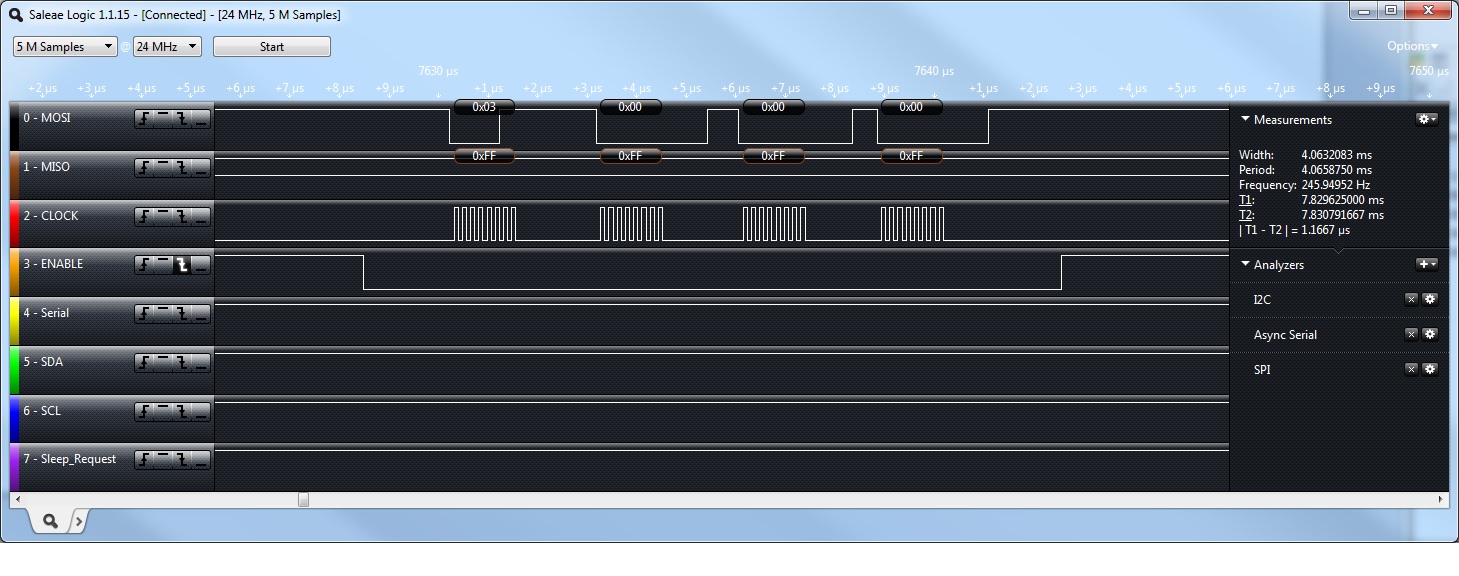 Saleae Logic 1.1.15 - [Connected] - [24 MHz, 5 M Samples]
5 M Samples @ 24 MHz Start Options
7630 µs 7640 µs 7650 µs
+2 µs +3 µs +4 µs +5 µs +6 µs +7 µs +8 µs +9 µs +1 µs +2 µs +3 µs +4 µs +5 µs +6 µs +7 µs +8 µs +9 µs +1 µs +2 µs +3 µs +4 µs +5 µs +6 µs +7 µs +8 µs +9 µs
0 - MOSI 0x03 0x00 0x00 0x00
1 - MISO 0xFF 0xFF 0xFF 0xFF
2 - CLOCK
3 - ENABLE
4 - Serial
5 - SDA
6 - SCL
7 - Sleep_Request
Measurements
Width: 4.0632083 ms
Period: 4.0658750 ms
Frequency: 245.94952 Hz
T1: 7.829625000 ms
T2: 7.830791667 ms
| T1 - T2 | = 1.1667 µs
Analyzers
I2C
Async Serial
SPI